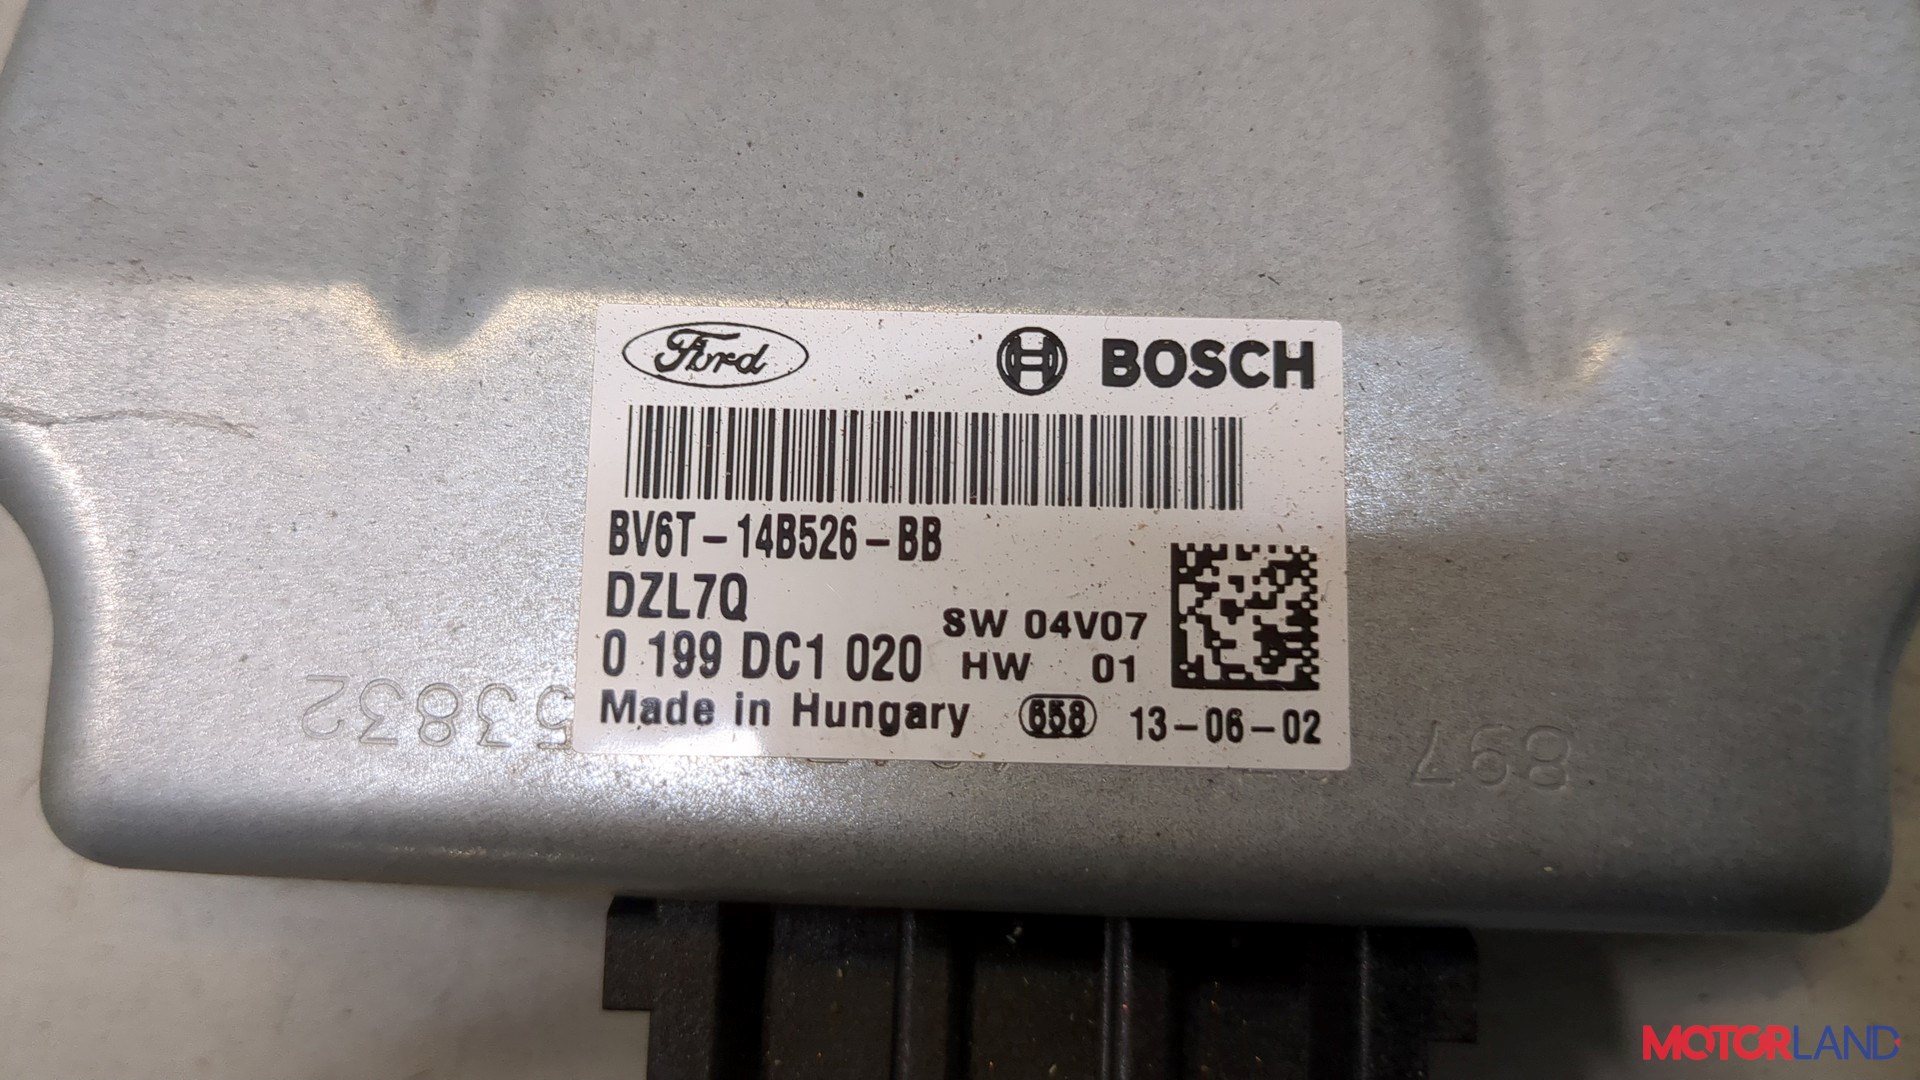 Ford
BOSCH
BV6T-14B526-BB
DZL7Q
SW 04V07
0 199 DC1 020
HW 01
Made in Hungary
658
13-06-02
53832
897
MOTORLAND